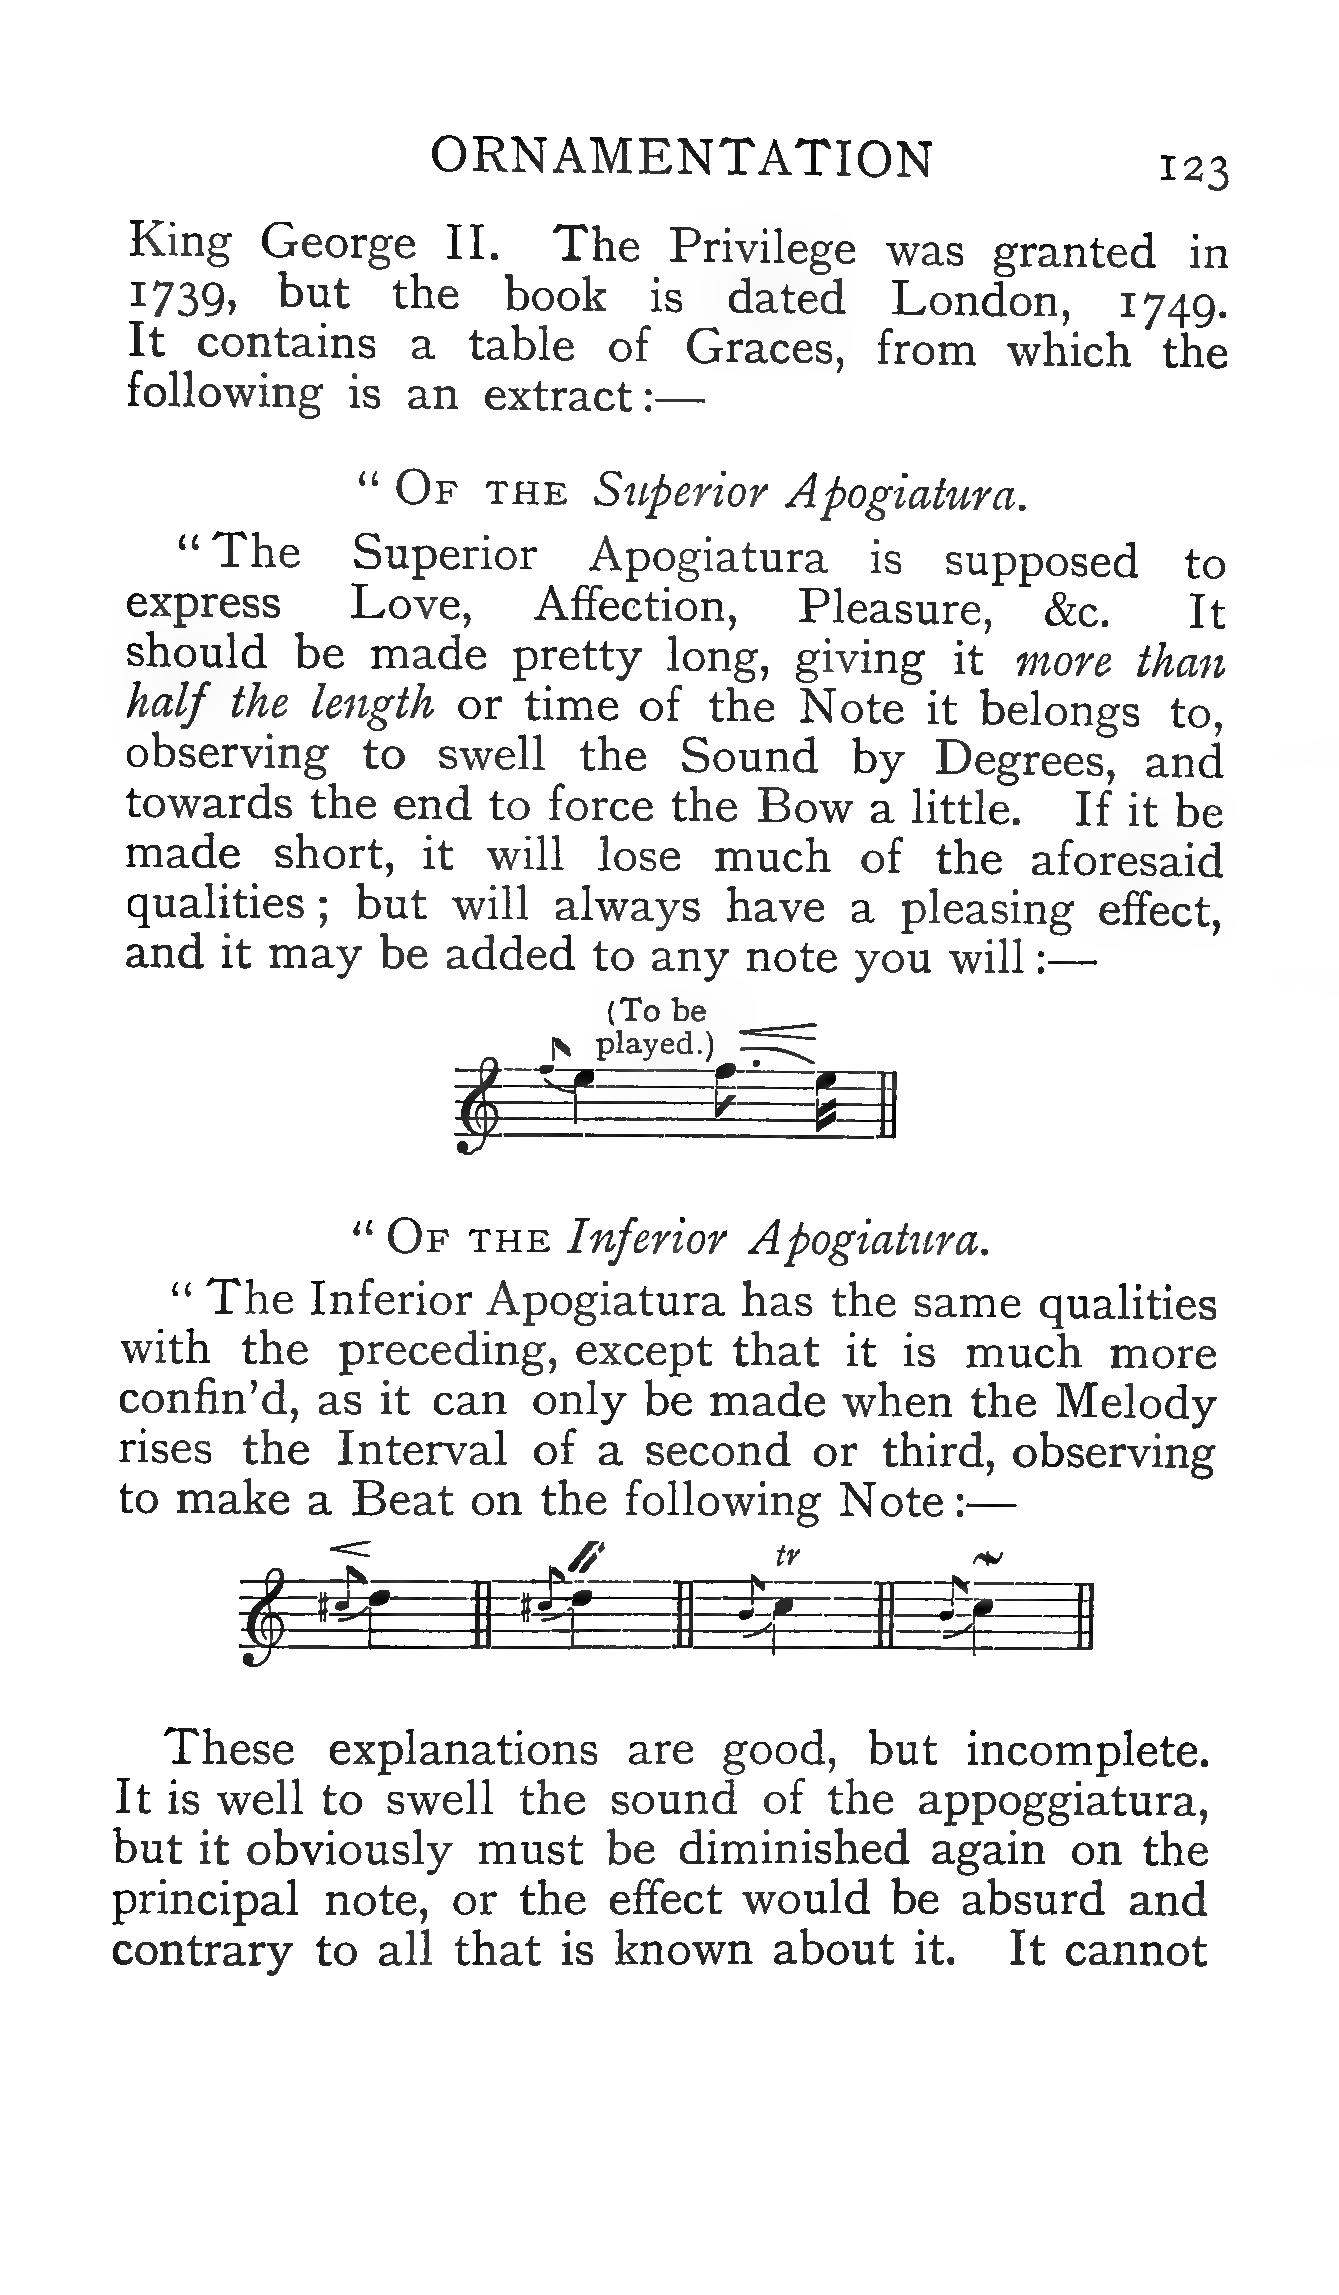 ORNAMENTATION 123
King George II. The Privilege was granted in
1739, but the book is dated London, 1749.
It contains a table of Graces, from which the
following is an extract:—
“ OF THE Superior Apogiatura.
“ The Superior Apogiatura is supposed to
express Love, Affection, Pleasure, &c. It
should be made pretty long, giving it more than
half the length or time of the Note it belongs to,
observing to swell the Sound by Degrees, and
towards the end to force the Bow a little. If it be
made short, it will lose much of the aforesaid
qualities; but will always have a pleasing effect,
and it may be added to any note you will:—
(To be
played.)
“ OF THE Inferior Apogiatura.
“ The Inferior Apogiatura has the same qualities
with the preceding, except that it is much more
confin’d, as it can only be made when the Melody
rises the Interval of a second or third, observing
to make a Beat on the following Note:—
tr
These explanations are good, but incomplete.
It is well to swell the sound of the appoggiatura,
but it obviously must be diminished again on the
principal note, or the effect would be absurd and
contrary to all that is known about it. It cannot